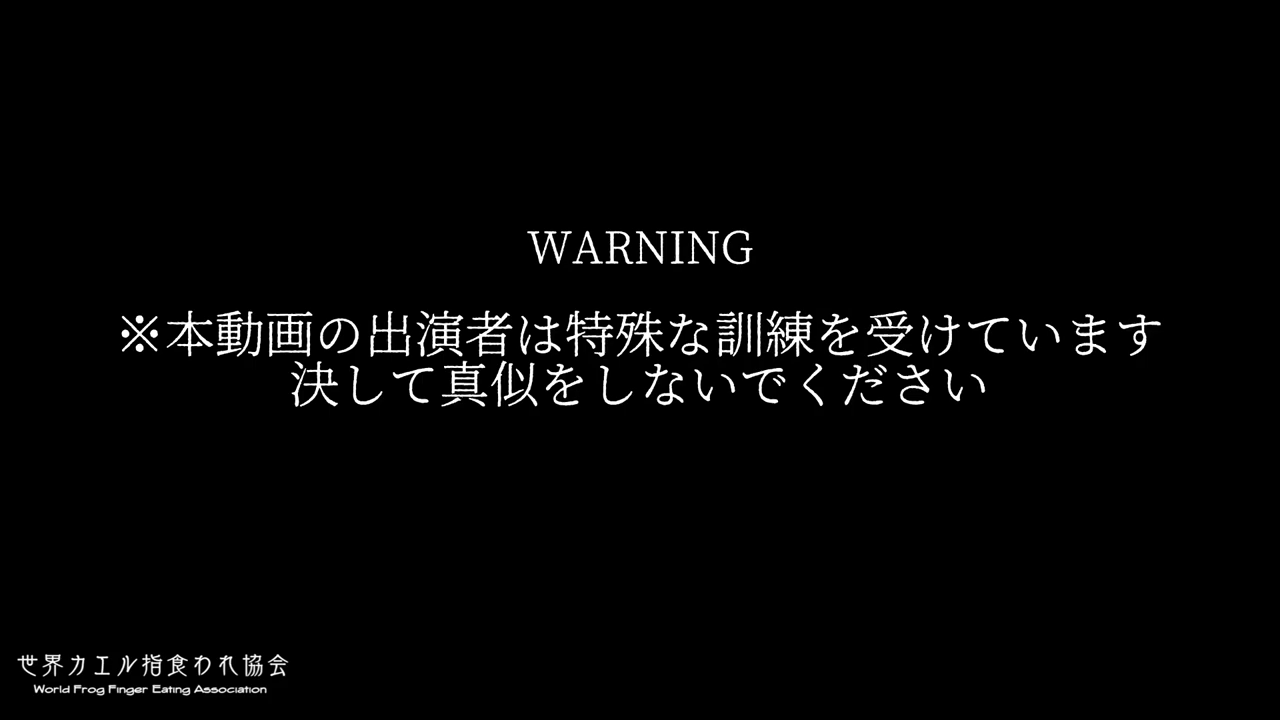 WARNING
※本動画の出演者は特殊な訓練を受けています
決して真似をしないでください
世界カエル指食われ協会
World Frog Finger Eating Association